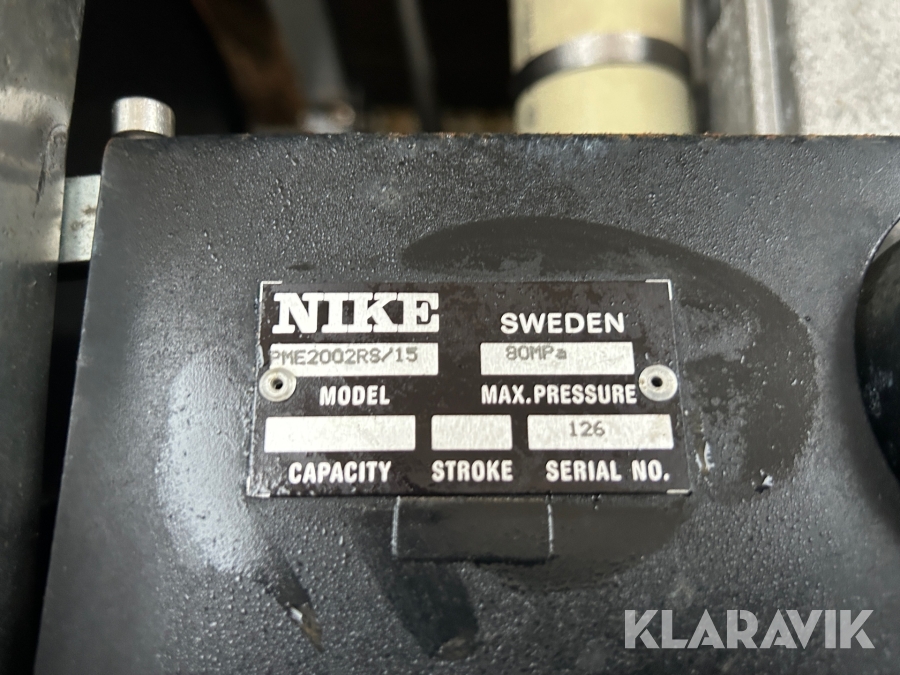 NIKE SWEDEN
PME2002RS/15 80MPa
MODEL MAX.PRESSURE
126
CAPACITY STROKE SERIAL NO.
KLARAVIK